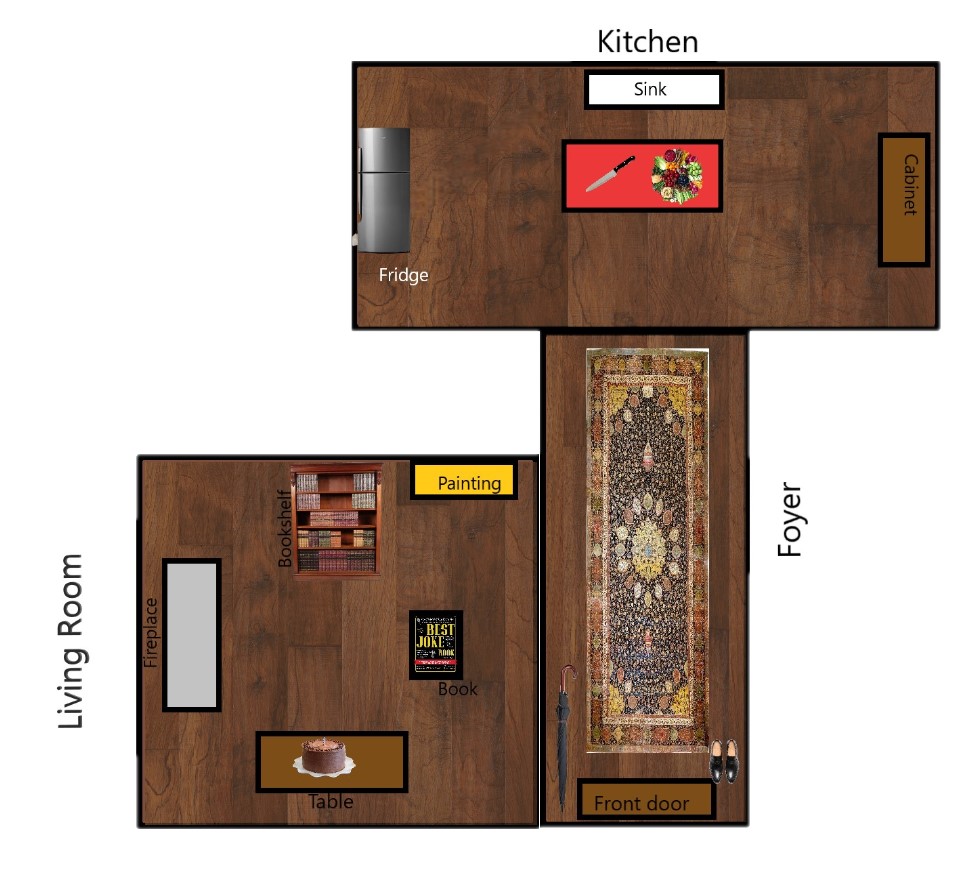 Kitchen
Sink
Cabinet
Fridge
Foyer
Living Room
Bookshelf
Painting
Fireplace
BEST
JOKE
BOOK
Book
Table
Front door